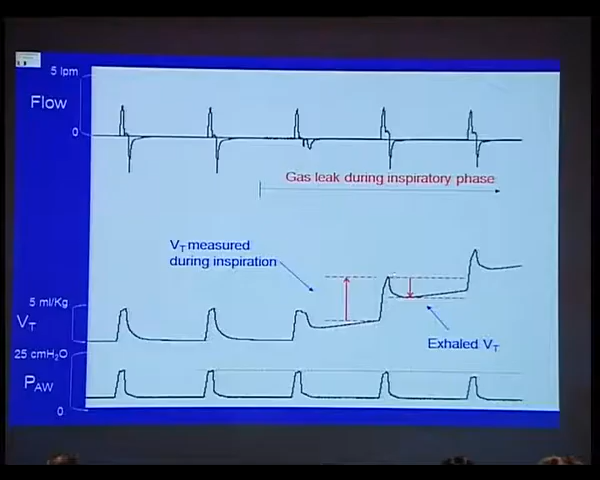 5 lpm
Flow
0
Gas leak during inspiratory phase
VT measured
during inspiration
5 ml/Kg
VT
Exhaled VT
25 cmH2O
PAW
0